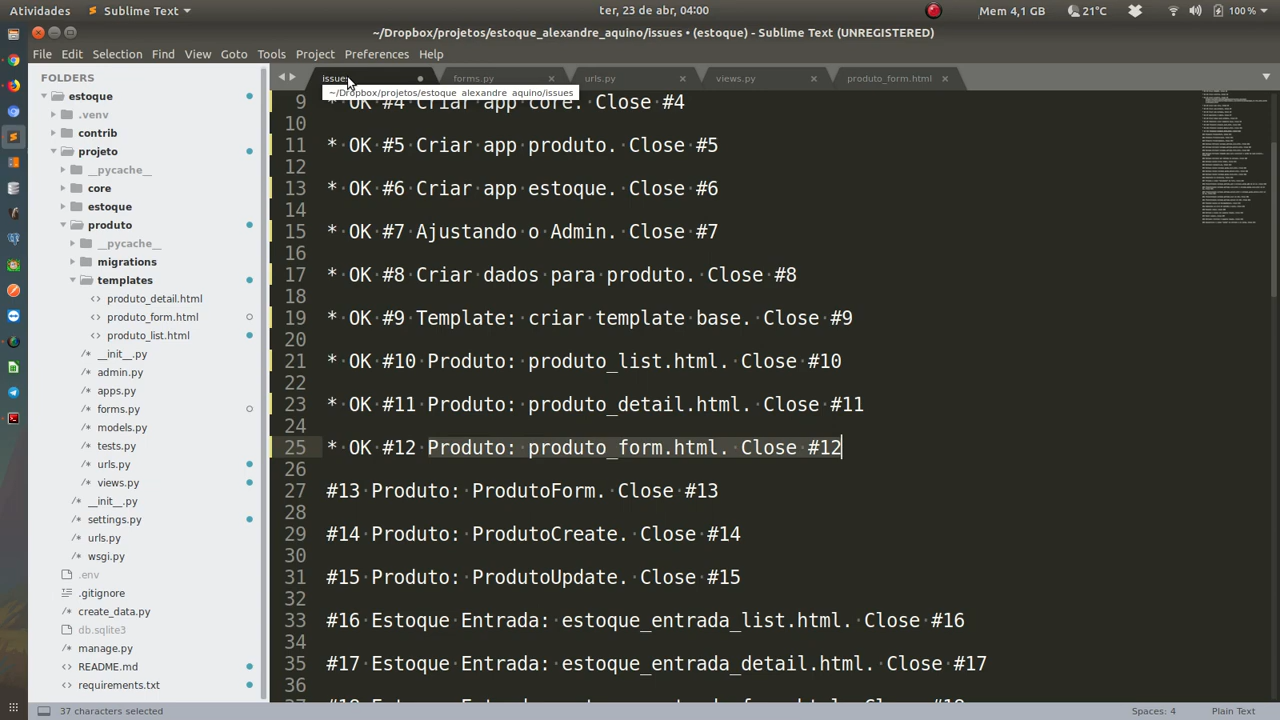 Atividades
Sublime Text
ter, 23 de abr, 04:00
Mem 4,1 GB
21°C
100 %
~/Dropbox/projetos/estoque_alexandre_aquino/issues • (estoque) - Sublime Text (UNREGISTERED)
File Edit Selection Find View Goto Tools Project Preferences Help
FOLDERS
estoque
.venv
contrib
projeto
__pycache__
core
estoque
produto
__pycache__
migrations
templates
produto_detail.html
produto_form.html
produto_list.html
__init__.py
admin.py
apps.py
forms.py
models.py
tests.py
urls.py
views.py
__init__.py
settings.py
urls.py
wsgi.py
.env
.gitignore
create_data.py
db.sqlite3
manage.py
README.md
requirements.txt
issues
forms.py
urls.py
views.py
produto_form.html
~/Dropbox/projetos/estoque_alexandre_aquino/issues
9 * OK #4 Criar app core. Close #4
10
11 * OK #5 Criar app produto. Close #5
12
13 * OK #6 Criar app estoque. Close #6
14
15 * OK #7 Ajustando o Admin. Close #7
16
17 * OK #8 Criar dados para produto. Close #8
18
19 * OK #9 Template: criar template base. Close #9
20
21 * OK #10 Produto: produto_list.html. Close #10
22
23 * OK #11 Produto: produto_detail.html. Close #11
24
25 * OK #12 Produto: produto_form.html. Close #12
26
27 #13 Produto: ProdutoForm. Close #13
28
29 #14 Produto: ProdutoCreate. Close #14
30
31 #15 Produto: ProdutoUpdate. Close #15
32
33 #16 Estoque Entrada: estoque_entrada_list.html. Close #16
34
35 #17 Estoque Entrada: estoque_entrada_detail.html. Close #17
36
37 characters selected
Spaces: 4
Plain Text